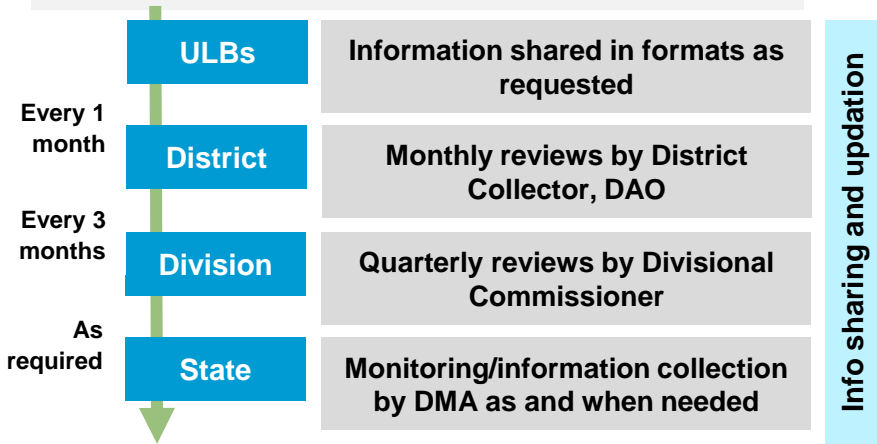 ULBs
Information shared in formats as
requested
Every 1
month
District
Monthly reviews by District
Collector, DAO
Every 3
months
Division
Quarterly reviews by Divisional
Commissioner
As
required
State
Monitoring/information collection
by DMA as and when needed
Info sharing and updation